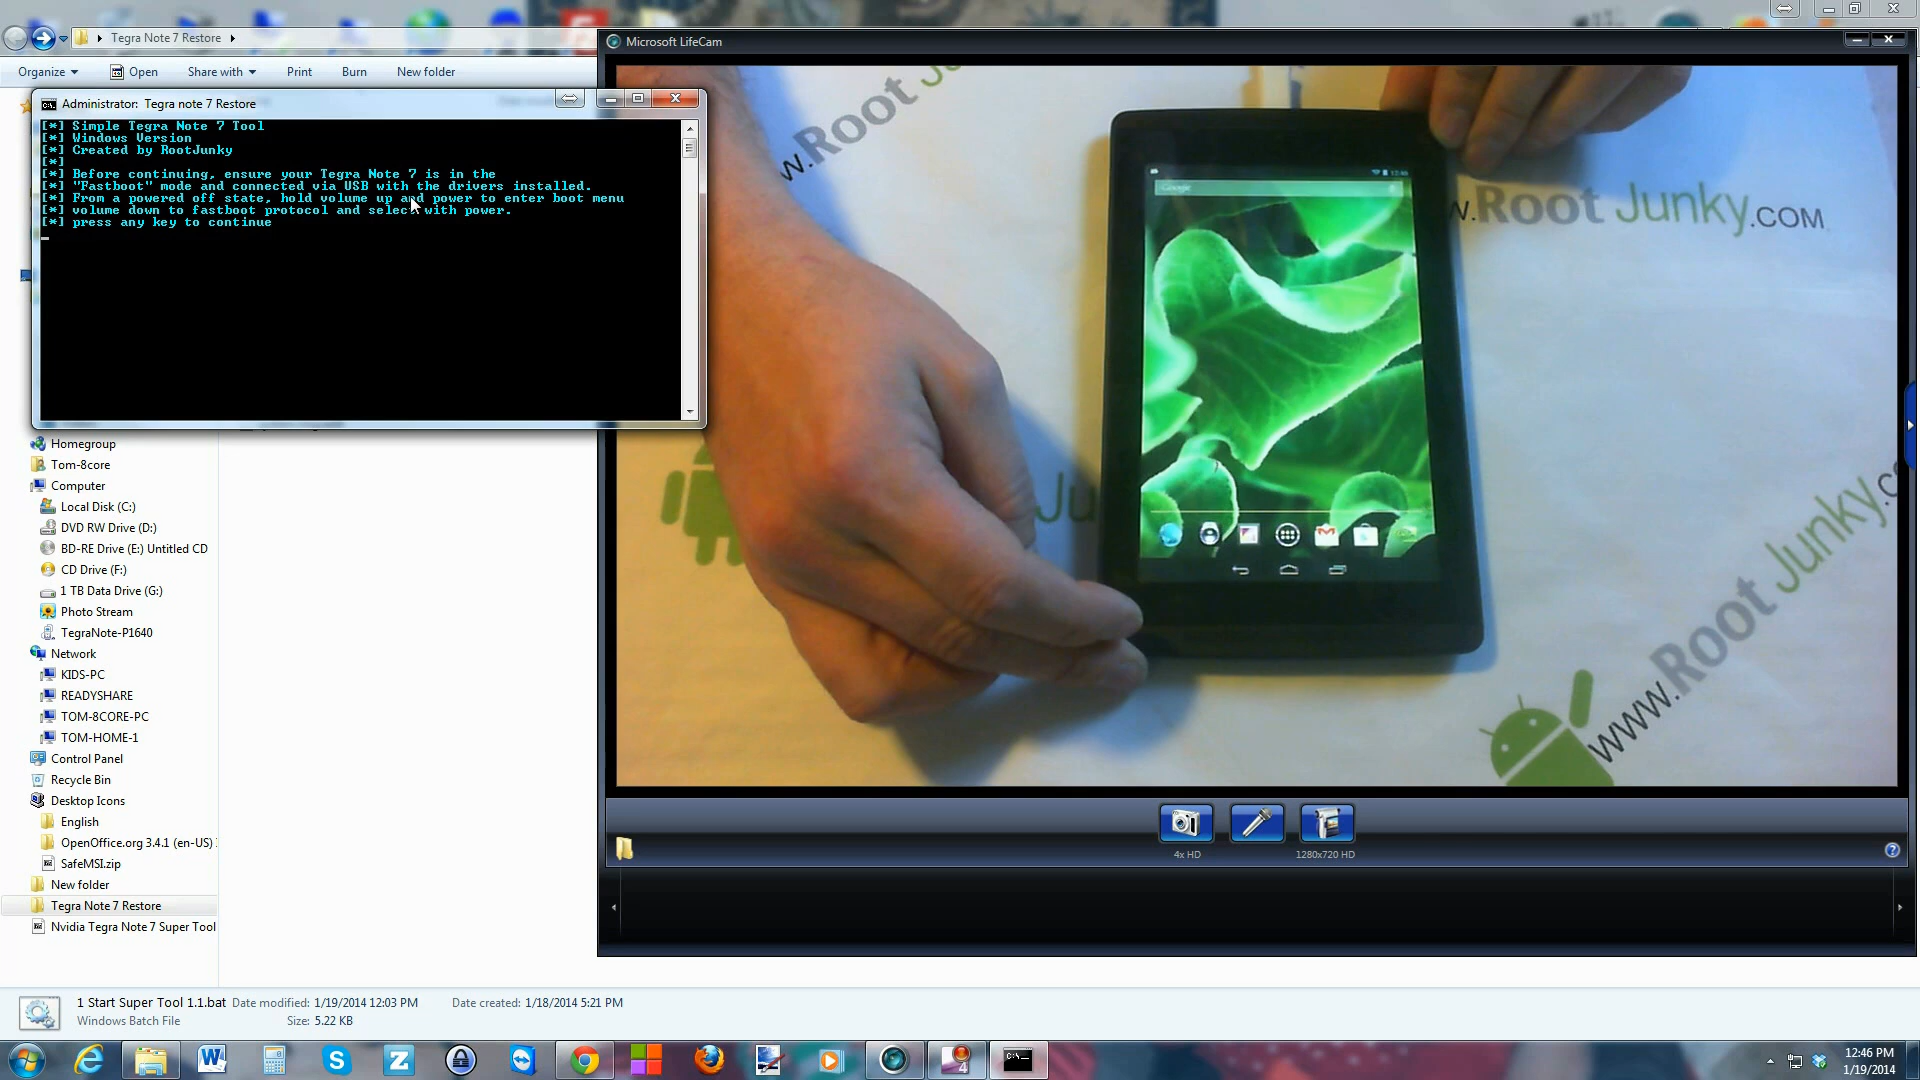 Tegra Note 7 Restore
Organize
Open
Share with
Print
Burn
New folder
Administrator: Tegra note 7 Restore
[*] Simple Tegra Note 7 Tool
[*] Windows Version
[*] Created by RootJunky
[*]
[*] Before continuing, ensure your Tegra Note 7 is in the
[*] "Fastboot" mode and connected via USB with the drivers installed.
[*] From a powered off state, hold volume up and power to enter boot menu
[*] volume down to fastboot protocol and select with power.
[*] press any key to continue
Homegroup
Tom-8core
Computer
Local Disk (C:)
DVD RW Drive (D:)
BD-RE Drive (E:) Untitled CD
CD Drive (F:)
1 TB Data Drive (G:)
Photo Stream
TegraNote-P1640
Network
KIDS-PC
READYSHARE
TOM-8CORE-PC
TOM-HOME-1
Control Panel
Recycle Bin
Desktop Icons
English
OpenOffice.org 3.4.1 (en-US)
SafeMSI.zip
New folder
Tegra Note 7 Restore
Nvidia Tegra Note 7 Super Tool
Microsoft LifeCam
w.Root Ju
Google
w.Root Junky.COM
Ju
www.Root Junky.co
4x HD
1280x720 HD
1 Start Super Tool 1.1.bat
Date modified: 1/19/2014 12:03 PM
Date created: 1/18/2014 5:21 PM
Windows Batch File
Size: 5.22 KB
12:46 PM
1/19/2014